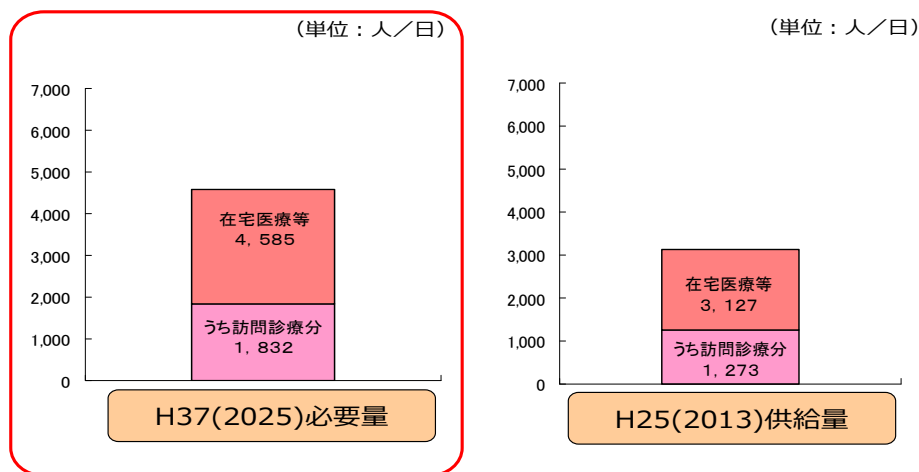 (単位：人／日)
7,000
6,000
5,000
4,000
3,000
2,000
1,000
0
在宅医療等
4, 585
うち訪問診療分
1, 832
H37(2025)必要量
(単位：人／日)
7,000
6,000
5,000
4,000
3,000
2,000
1,000
0
在宅医療等
3, 127
うち訪問診療分
1, 273
H25(2013)供給量